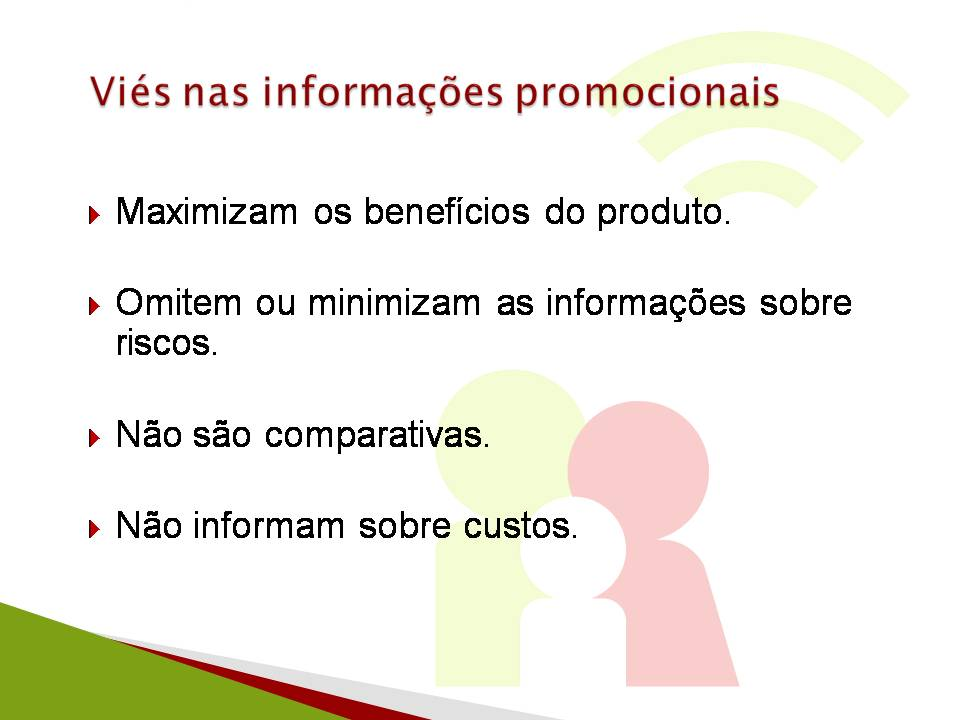 Viés nas informações promocionais
Maximizam os benefícios do produto.
Omitem ou minimizam as informações sobre
riscos.
Não são comparativas.
Não informam sobre custos.